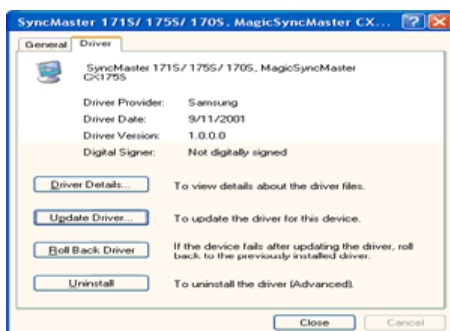 SyncMaster 171S/ 175S/ 170S, MagicSyncMaster CX...
General
Driver
SyncMaster 171S/ 175S/ 170S, MagicSyncMaster
CX175S
Driver Provider: Samsung
Driver Date: 9/11/2001
Driver Version: 1.0.0.0
Digital Signer: Not digitally signed
Driver Details... To view details about the driver files.
Update Driver... To update the driver for this device.
Roll Back Driver If the device fails after updating the driver, roll
back to the previously installed driver.
Uninstall To uninstall the driver (Advanced).
Close Cancel